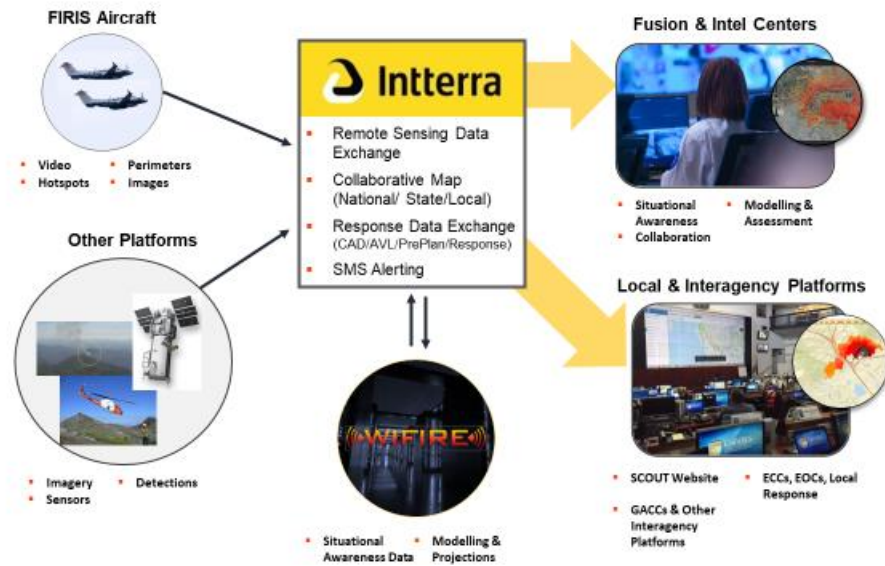 FIRIS Aircraft
Video
Perimeters
Hotspots
Images
Other Platforms
Imagery
Detections
Sensors
Intterra
Remote Sensing Data
Exchange
Collaborative Map
(National/ State/Local)
Response Data Exchange
(CAD/AVL/PrePlan/Response)
SMS Alerting
WIFIRE
Situational
Awareness Data
Modelling &
Projections
Fusion & Intel Centers
Situational
Awareness
Collaboration
Modelling &
Assessment
Local & Interagency Platforms
SCOUT Website
GACCs & Other
Interagency
Platforms
ECCs, EOCs, Local
Response